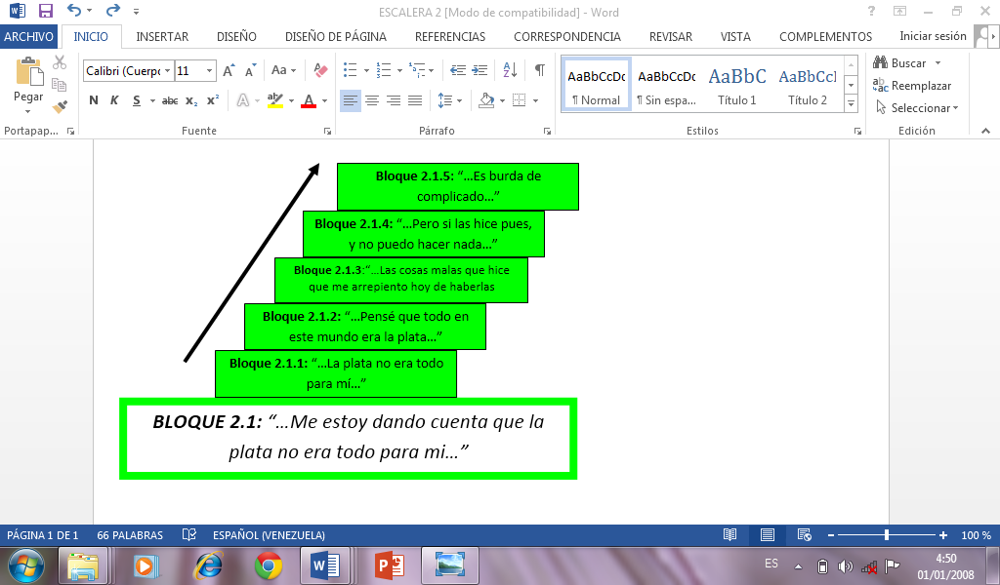 ESCALERA 2 [Modo de compatibilidad] - Word
ARCHIVO INICIO INSERTAR DISEÑO DISEÑO DE PÁGINA REFERENCIAS CORRESPONDENCIA REVISAR VISTA COMPLEMENTOS Iniciar sesión
Calibri (Cuerpo 11 Aa
Pegar
N K S abc x₂ x² A ab A
AaBbCcDc AaBbCcDc AaBbC AaBbCcI
¶ Normal ¶ Sin espa... Título 1 Título 2
Buscar
Reemplazar
Seleccionar
Portapap... Fuente Párrafo Estilos Edición
Bloque 2.1.5: “...Es burda de
complicado...”
Bloque 2.1.4: “...Pero si las hice pues,
y no puedo hacer nada...”
Bloque 2.1.3:“...Las cosas malas que hice
que me arrepiento hoy de haberlas
Bloque 2.1.2: “...Pensé que todo en
este mundo era la plata...”
Bloque 2.1.1: “...La plata no era todo
para mí...”
BLOQUE 2.1: “...Me estoy dando cuenta que la
plata no era todo para mi...”
PÁGINA 1 DE 1 66 PALABRAS ESPAÑOL (VENEZUELA) 100 %
ES 4:50
01/01/2008